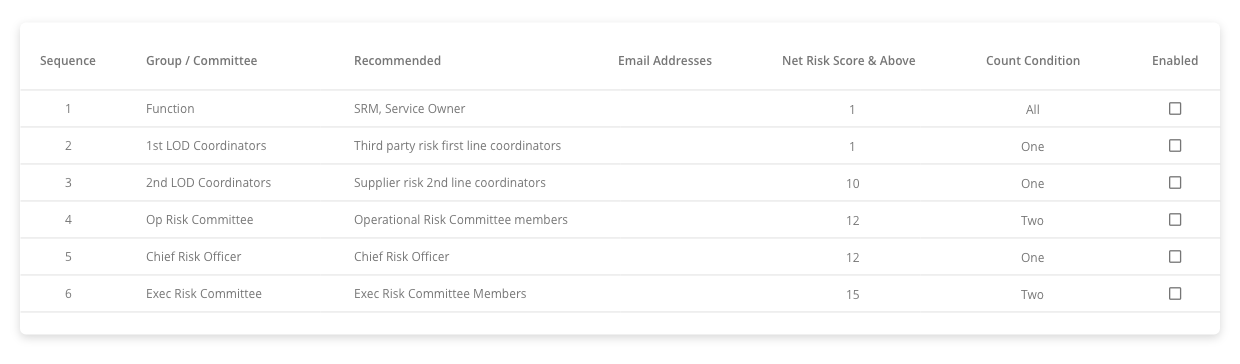 Sequence Group / Committee Recommended Email Addresses Net Risk Score & Above Count Condition Enabled
1 Function SRM, Service Owner 1 All
2 1st LOD Coordinators Third party risk first line coordinators 1 One
3 2nd LOD Coordinators Supplier risk 2nd line coordinators 10 One
4 Op Risk Committee Operational Risk Committee members 12 Two
5 Chief Risk Officer Chief Risk Officer 12 One
6 Exec Risk Committee Exec Risk Committee Members 15 Two